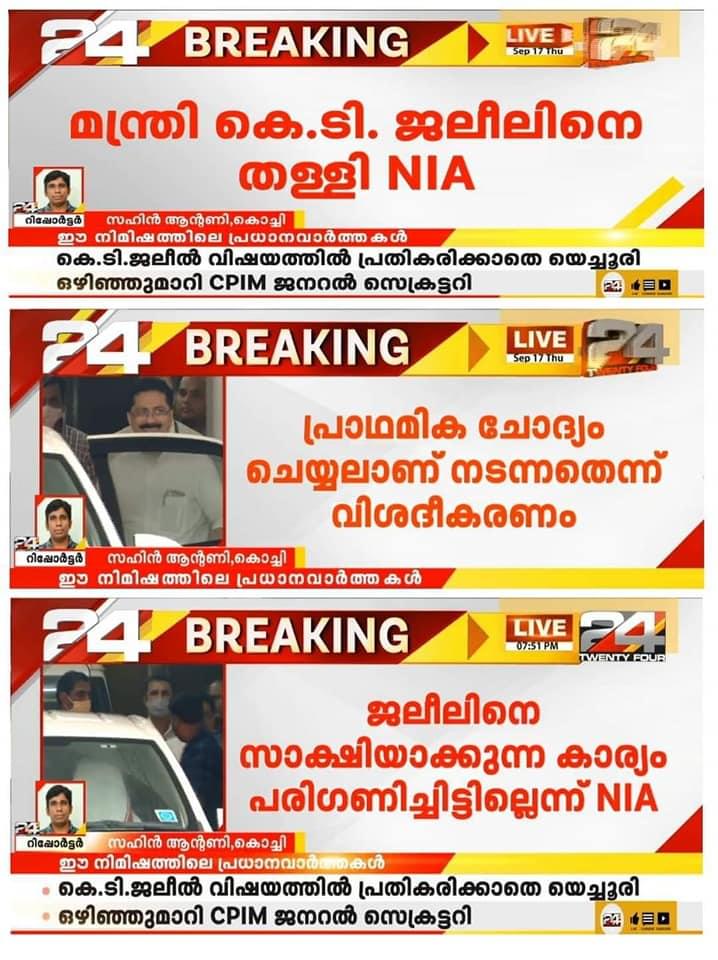 24 BREAKING
LIVE
Sep 17 Thu
24
മന്ത്രി കെ.ടി. ജലീലിനെ
തള്ളി NIA
24
റിപ്പോർട്ടർ
സഹിൻ ആന്റണി,കൊച്ചി
ഈ നിമിഷത്തിലെ പ്രധാനവാർത്തകൾ
കെ.ടി.ജലീൽ വിഷയത്തിൽ പ്രതികരിക്കാതെ യെച്ചൂരി
ഒഴിഞ്ഞുമാറി CPIM ജനറൽ സെക്രട്ടറി
24
24 BREAKING
LIVE
Sep 17 Thu
24
TWENTY FOUR
പ്രാഥമിക ചോദ്യം
ചെയ്യലാണ് നടന്നതെന്ന്
വിശദീകരണം
24
റിപ്പോർട്ടർ
സഹിൻ ആന്റണി,കൊച്ചി
ഈ നിമിഷത്തിലെ പ്രധാനവാർത്തകൾ
24 BREAKING
LIVE
07:51 PM
24
TWENTY FOUR
ജലീലിനെ
സാക്ഷിയാക്കുന്ന കാര്യം
പരിഗണിച്ചിട്ടില്ലെന്ന് NIA
24
റിപ്പോർട്ടർ
സഹിൻ ആന്റണി,കൊച്ചി
ഈ നിമിഷത്തിലെ പ്രധാനവാർത്തകൾ
കെ.ടി.ജലീൽ വിഷയത്തിൽ പ്രതികരിക്കാതെ യെച്ചൂരി
ഒഴിഞ്ഞുമാറി CPIM ജനറൽ സെക്രട്ടറി
24